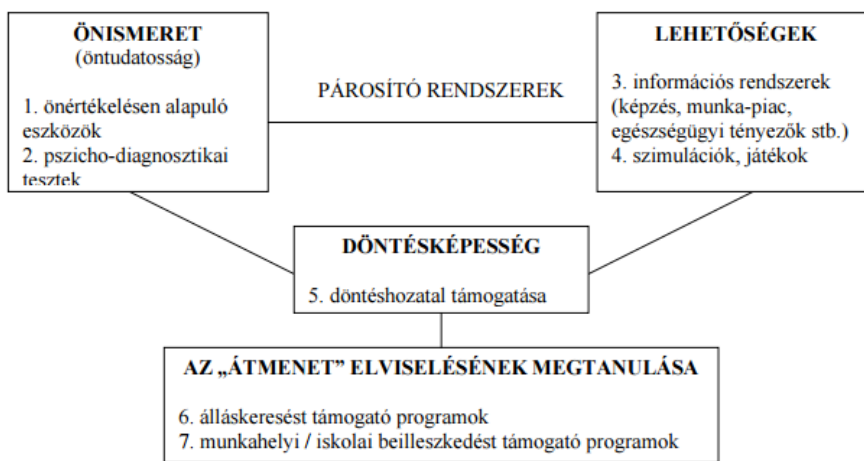 ÖNISMERET
(öntudatosság)
1. önértékelésen alapuló
eszközök
2. pszicho-diagnosztikai
tesztek
PÁROSÍTÓ RENDSZEREK
LEHETŐSÉGEK
3. információs rendszerek
(képzés, munka-piac,
egészségügyi tényezők stb.)
4. szimulációk, játékok
DÖNTÉSKÉPESSÉG
5. döntéshozatal támogatása
AZ „ÁTMENET” ELVISELÉSÉNEK MEGTANULÁSA
6. álláskeresést támogató programok
7. munkahelyi / iskolai beilleszkedést támogató programok